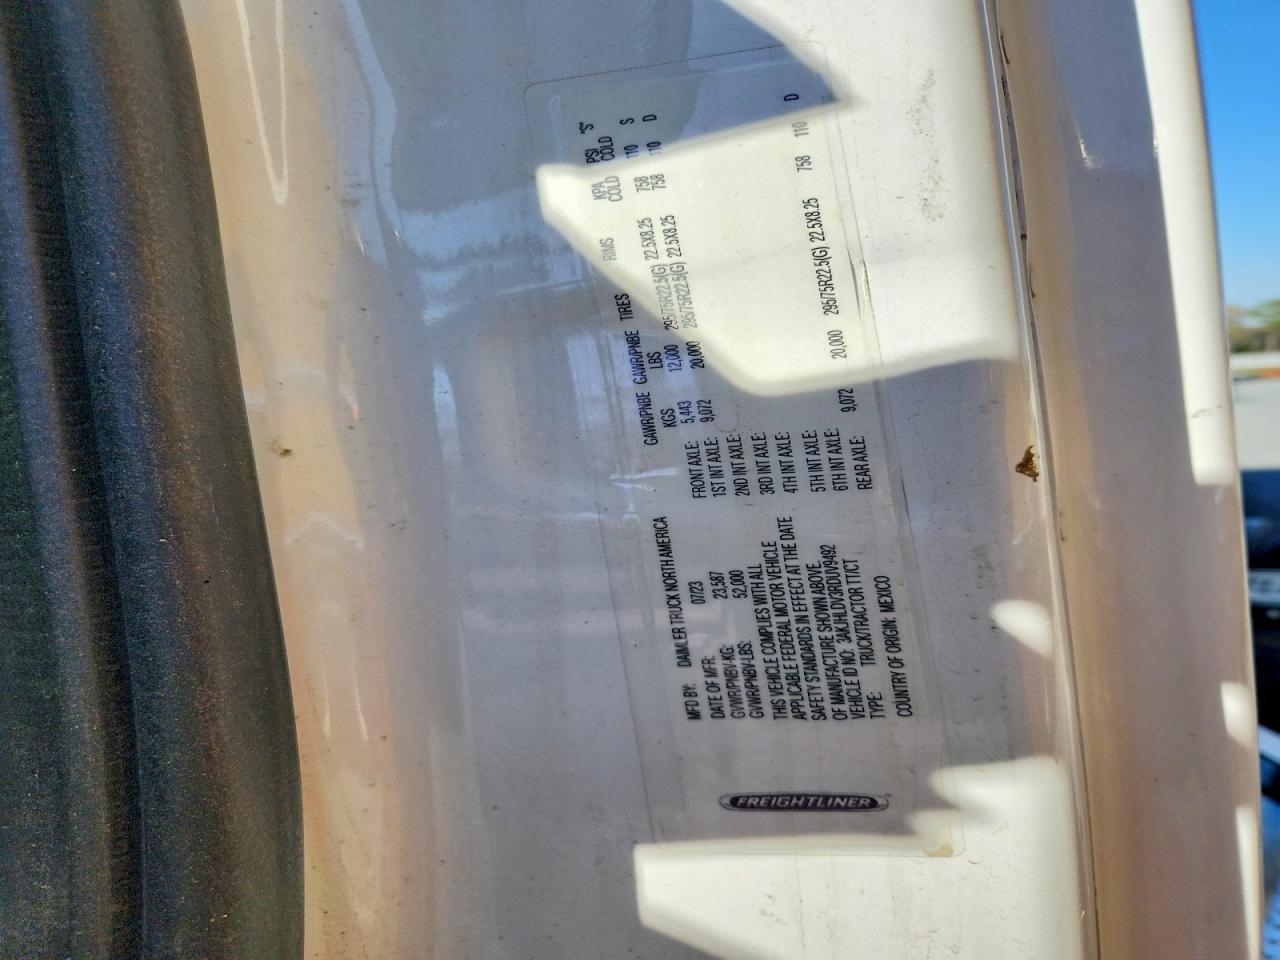 FREIGHTLINER
MFD BY: DAIMLER TRUCK NORTH AMERICA
DATE OF MFR: 07/23
GVWR/PNBV-KG: 23,587
GVWR/PNBV-LBS: 52,000
THIS VEHICLE COMPLIES WITH ALL
APPLICABLE FEDERAL MOTOR VEHICLE
SAFETY STANDARDS IN EFFECT AT THE DATE
OF MANUFACTURE SHOWN ABOVE.
VEHICLE ID NO: 3AKJHLDV3RDUV9492
TYPE: TRUCK/TRACTOR TT/CT
COUNTRY OF ORIGIN: MEXICO
GAWR/PNBE GAWR/PNBE TIRES RIMS KPA PSI "S"
KGS LBS COLD COLD
FRONT AXLE: 5,443 12,000 295/75R22.5(G) 22.5X8.25 758 110 S
1ST INT AXLE: 9,072 20,000 295/75R22.5(G) 22.5X8.25 758 110 D
2ND INT AXLE:
3RD INT AXLE:
4TH INT AXLE:
5TH INT AXLE:
6TH INT AXLE:
REAR AXLE: 9,072 20,000 295/75R22.5(G) 22.5X8.25 758 110 D